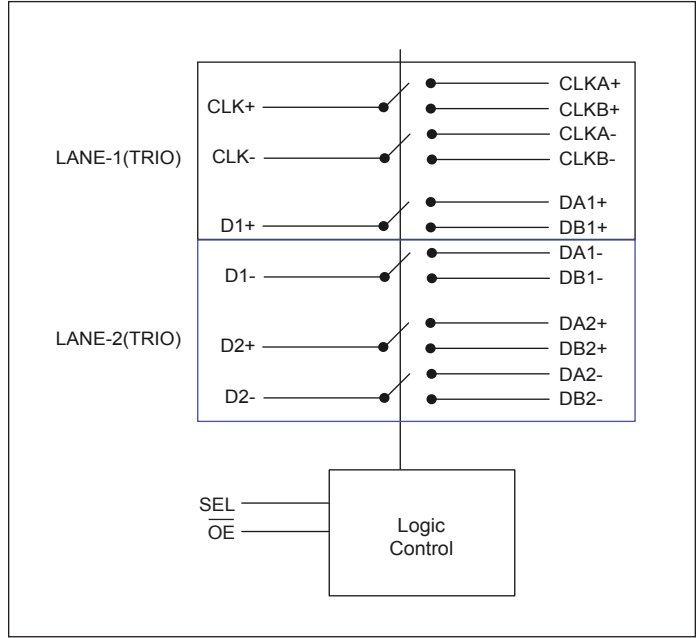 CLKA+
CLK+
CLKB+
CLKA-
LANE-1(TRIO)
CLK-
CLKB-
DA1+
D1+
DB1+
DA1-
D1-
DB1-
DA2+
LANE-2(TRIO)
D2+
DB2+
DA2-
D2-
DB2-
SEL
OE
Logic
Control